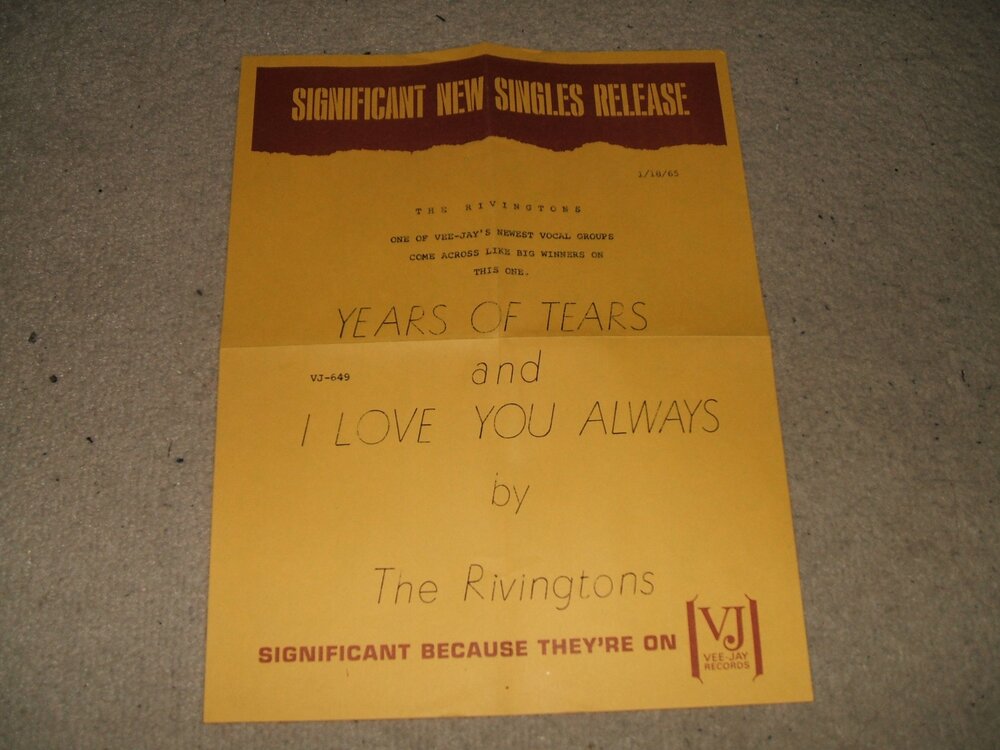 SIGNIFICANT NEW SINGLES RELEASE
1/18/65
THE RIVINGTONS
ONE OF VEE-JAY'S NEWEST VOCAL GROUPS
COME ACROSS LIKE BIG WINNERS ON
THIS ONE.
YEARS OF TEARS
VJ-649
and
I LOVE YOU ALWAYS
by
The Rivingtons
SIGNIFICANT BECAUSE THEY'RE ON
VJ
VEE-JAY
RECORDS